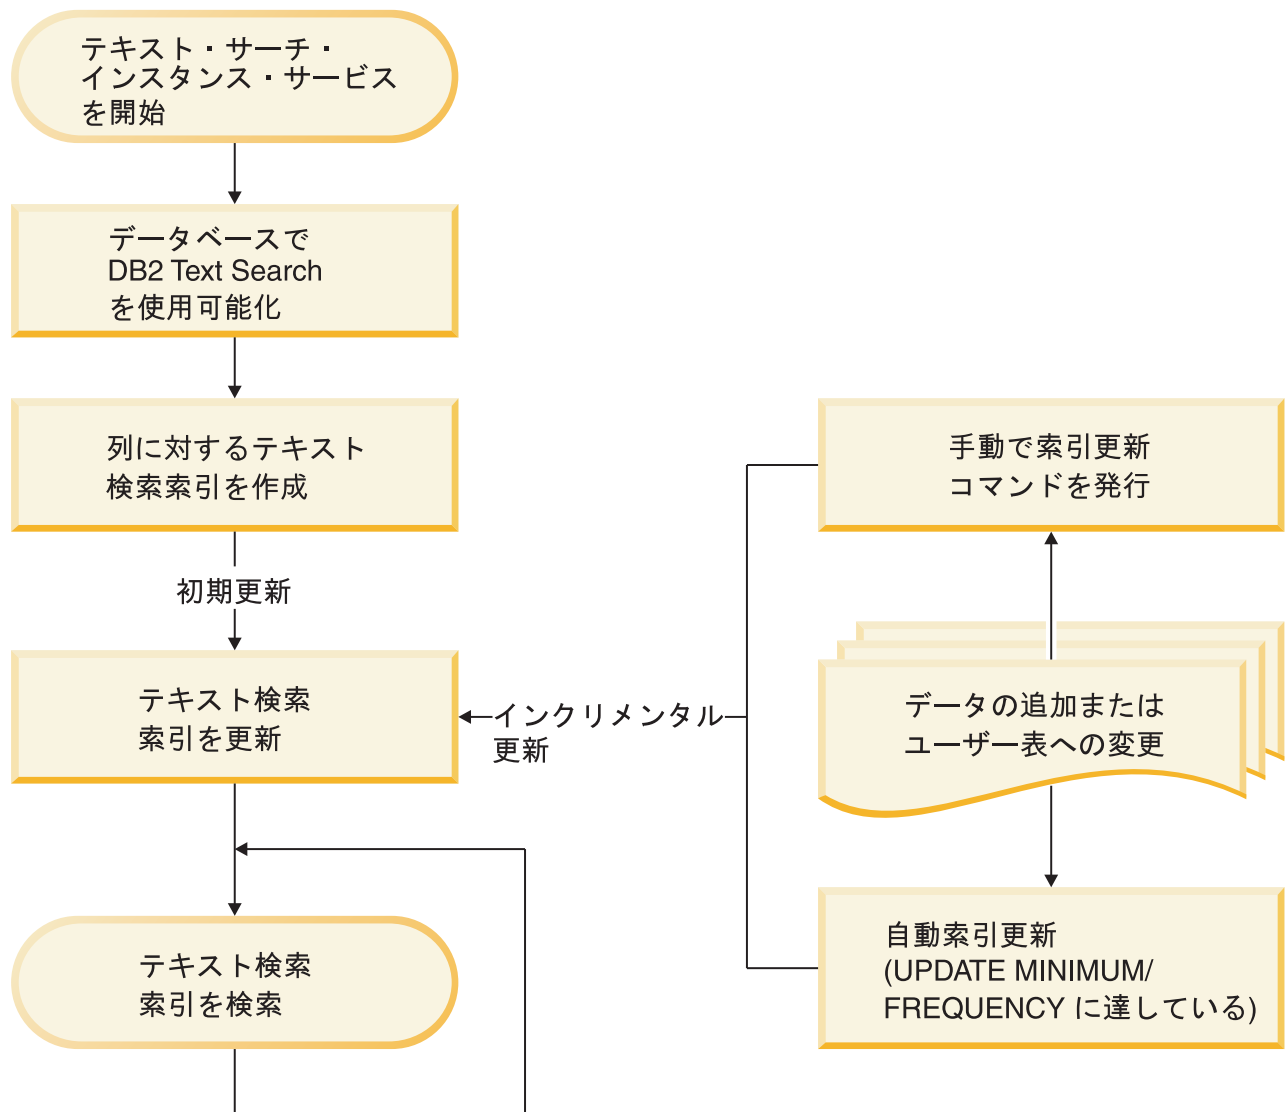 テキスト・サーチ・
インスタンス・サービス
を開始
データベースで
DB2 Text Search
を使用可能化
列に対するテキスト
検索索引を作成
初期更新
テキスト検索
索引を更新
インクリメンタル
更新
テキスト検索
索引を検索
手動で索引更新
コマンドを発行
データの追加または
ユーザー表への変更
自動索引更新
(UPDATE MINIMUM/
FREQUENCY に達している)